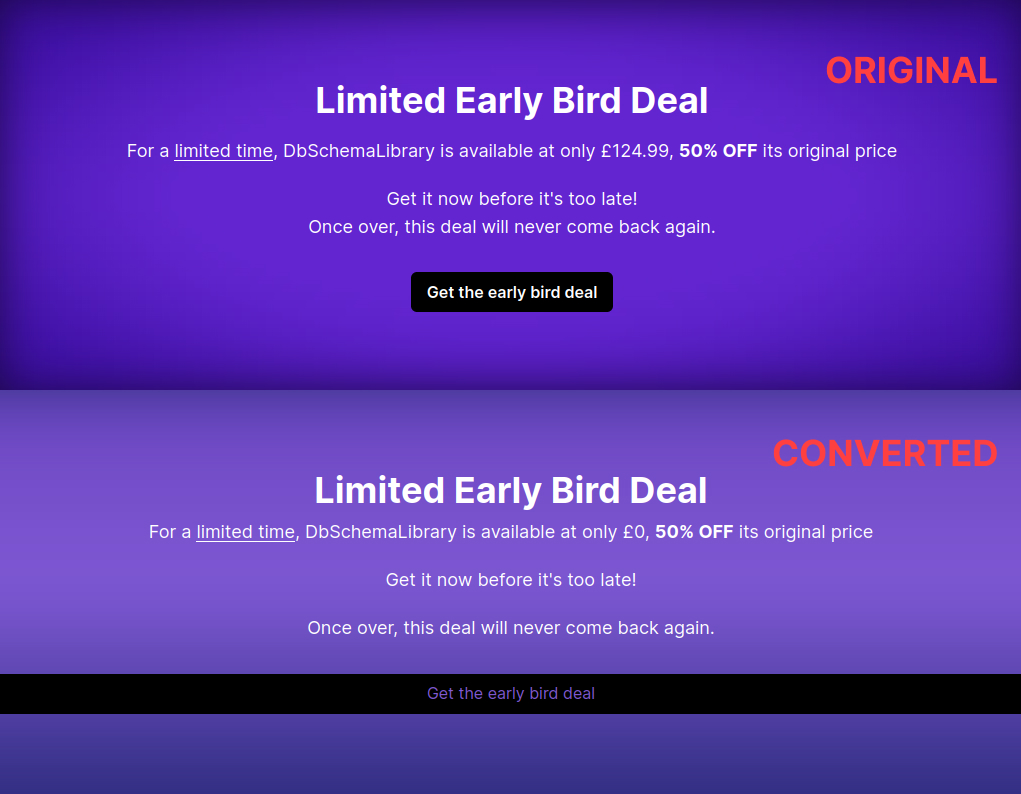 ORIGINAL
Limited Early Bird Deal
For a limited time, DbSchemaLibrary is available at only £124.99, 50% OFF its original price
Get it now before it's too late!
Once over, this deal will never come back again.
Get the early bird deal
CONVERTED
Limited Early Bird Deal
For a limited time, DbSchemaLibrary is available at only £0, 50% OFF its original price
Get it now before it's too late!
Once over, this deal will never come back again.
Get the early bird deal